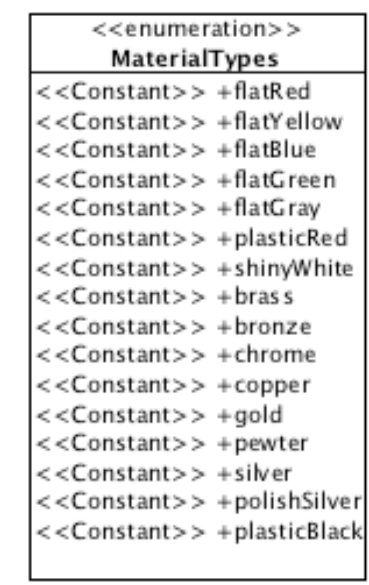 <<enumeration>>
MaterialTypes
<<Constant>> +flatRed
<<Constant>> +flatYellow
<<Constant>> +flatBlue
<<Constant>> +flatGreen
<<Constant>> +flatGray
<<Constant>> +plasticRed
<<Constant>> +shinyWhite
<<Constant>> +brass
<<Constant>> +bronze
<<Constant>> +chrome
<<Constant>> +copper
<<Constant>> +gold
<<Constant>> +pewter
<<Constant>> +silver
<<Constant>> +polishSilver
<<Constant>> +plasticBlack